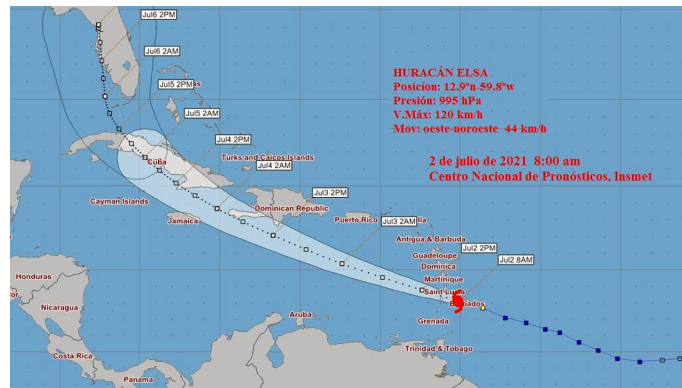 Jul6 2PM
HURACÁN ELSA
Posicíon: 12.9ºn-59.8ºw
Presión: 995 hPa
V.Máx: 120 km/h
Mov: oeste-noroeste 44 km/h
2 de julio de 2021 8:00 am
Centro Nacional de Pronósticos, Insmet
Jul6 2AM
Jul5 2PM
Jul5 2AM
Jul4 2PM
Cuba
Turks and Caicos Islands
Jul4 2AM
Cayman Islands
Jul3 2PM
Dominican Republic
Jamaica
Puerto Rico
Jul3 2AM
Antigua & Barbuda
Jul2 2PM
Guadeloupe
Jul2 8AM
Dominica
Honduras
Martinique
Saint Lucia
Nicaragua
Aruba
Grenada
Trinidad & Tobago
Costa Rica
Panama